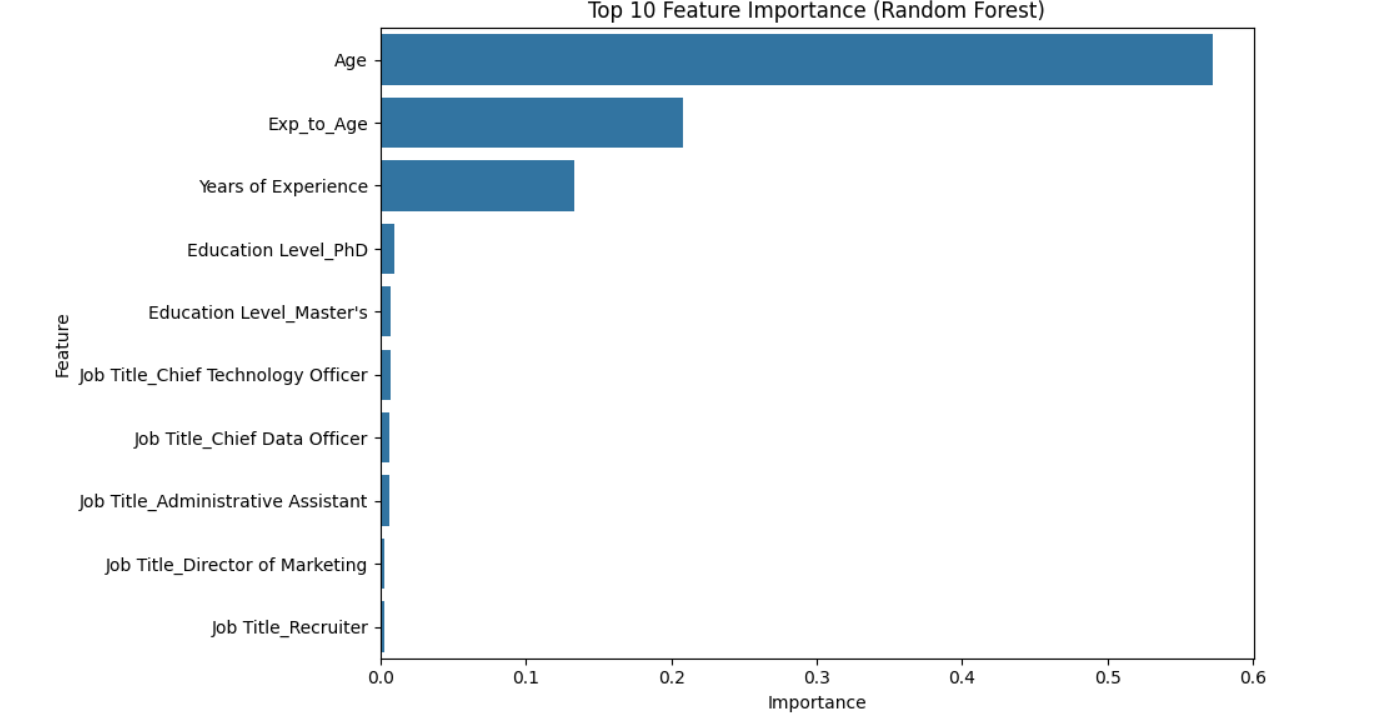 Top 10 Feature Importance (Random Forest)
Age
Exp_to_Age
Years of Experience
Education Level_PhD
Education Level_Master's
Job Title_Chief Technology Officer
Job Title_Chief Data Officer
Job Title_Administrative Assistant
Job Title_Director of Marketing
Job Title_Recruiter
Feature
0.0 0.1 0.2 0.3 0.4 0.5 0.6
Importance